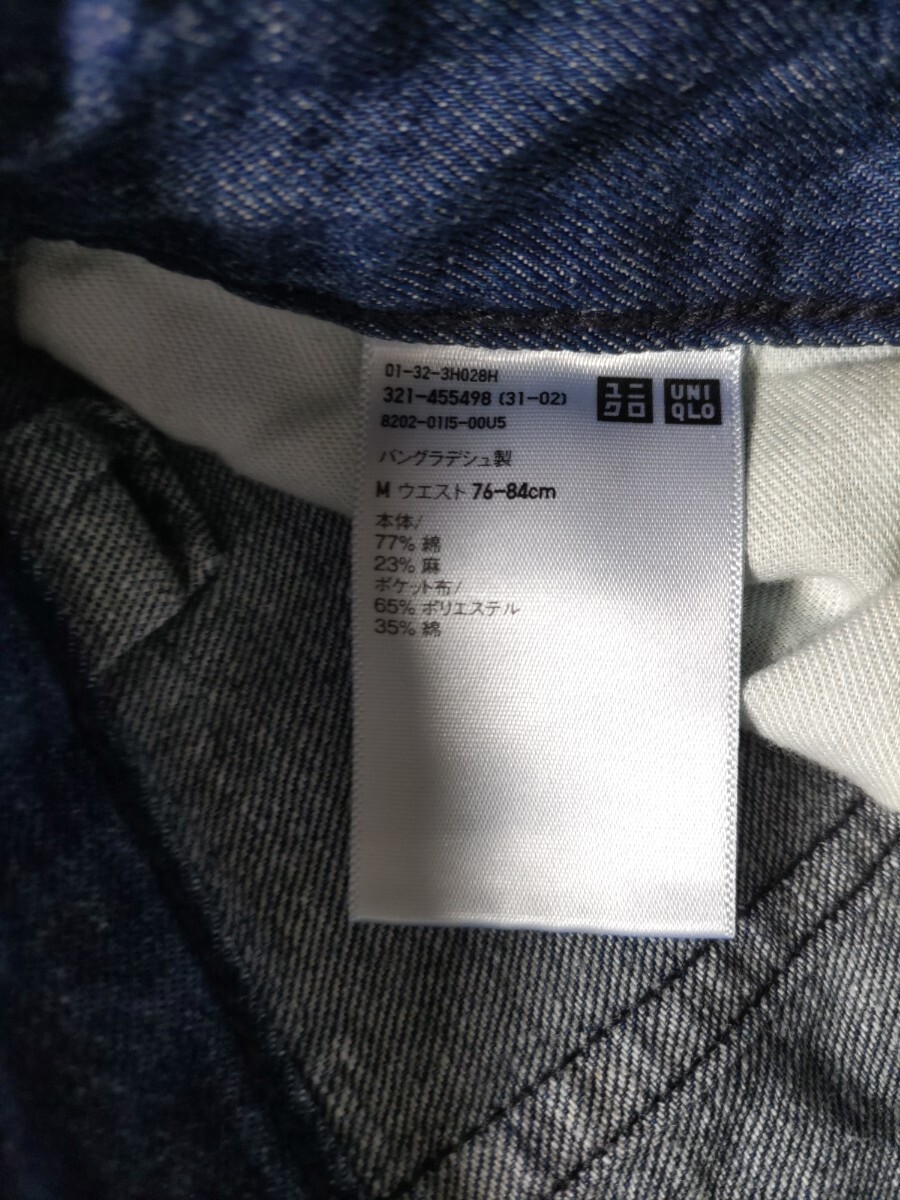 01-32-3H028H
321-455498 (31-02)
8202-0115-00U5
ユニ
クロ
UNI
QLO
バングラデシュ製
M ウエスト 76-84cm
本体/
77% 綿
23% 麻
ポケット布/
65% ポリエステル
35% 綿